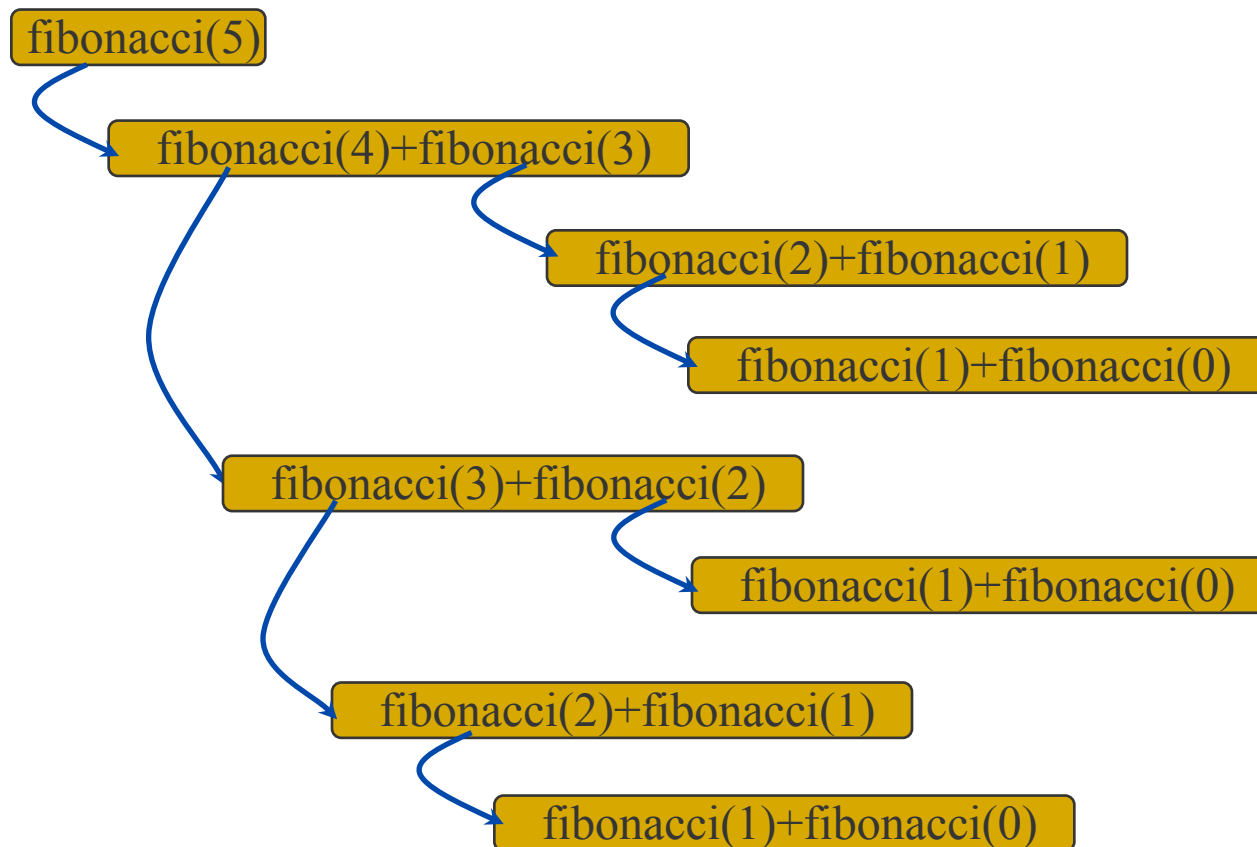 fibonacci(5)
fibonacci(4)+fibonacci(3)
fibonacci(2)+fibonacci(1)
fibonacci(1)+fibonacci(0)
fibonacci(3)+fibonacci(2)
fibonacci(1)+fibonacci(0)
fibonacci(2)+fibonacci(1)
fibonacci(1)+fibonacci(0)